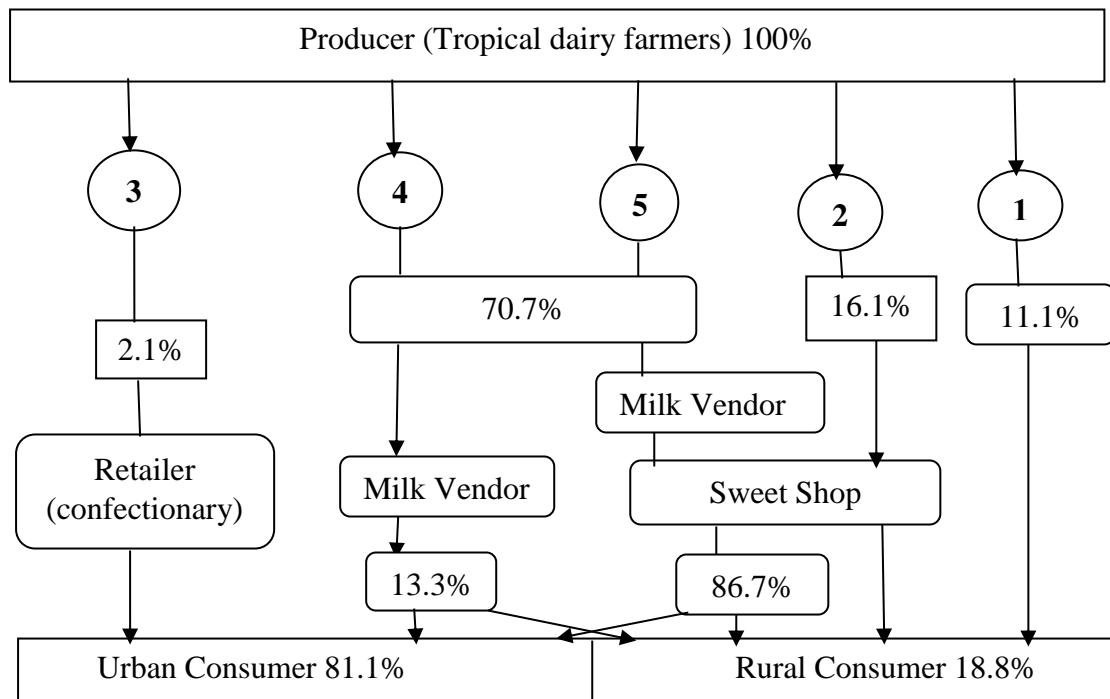 Producer (Tropical dairy farmers) 100%
3
4
5
2
1
70.7%
16.1%
11.1%
2.1%
Milk Vendor
Retailer
(confectionary)
Milk Vendor
Sweet Shop
13.3%
86.7%
Urban Consumer 81.1%
Rural Consumer 18.8%